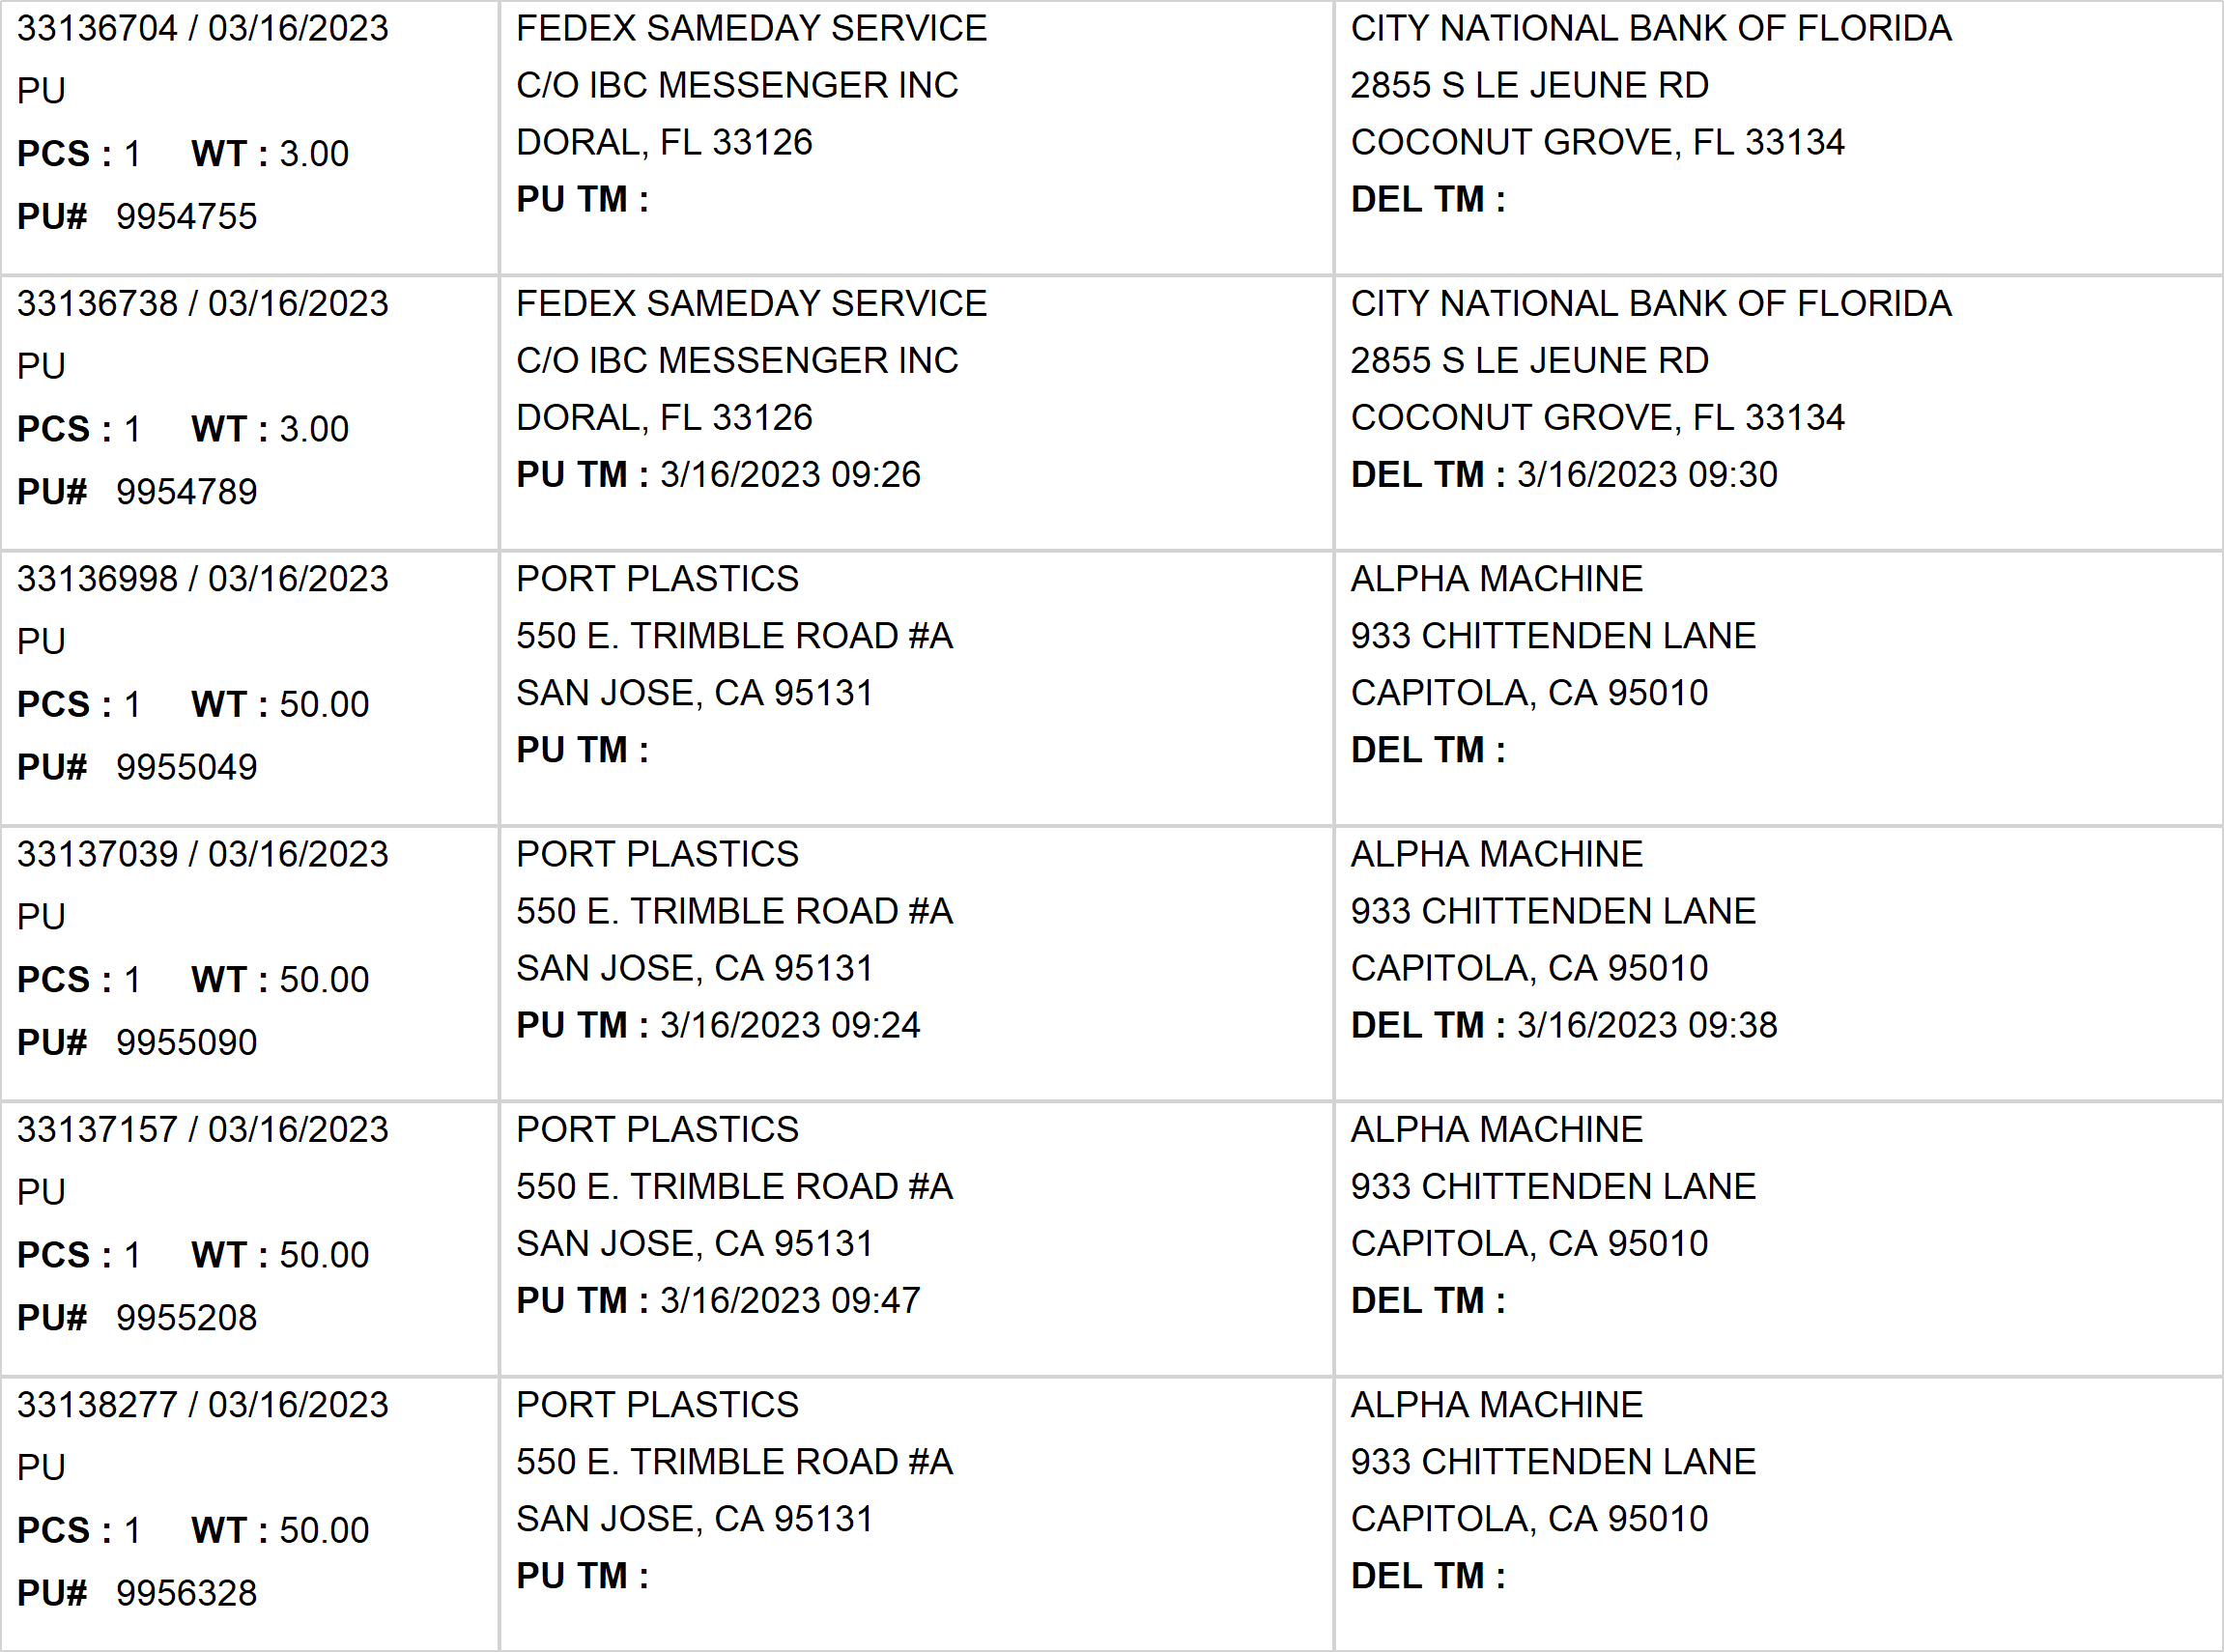 33136704 / 03/16/2023
PU
PCS : 1 WT : 3.00
PU# 9954755
FEDEX SAMEDAY SERVICE
C/O IBC MESSENGER INC
DORAL, FL 33126
PU TM :
CITY NATIONAL BANK OF FLORIDA
2855 S LE JEUNE RD
COCONUT GROVE, FL 33134
DEL TM :
33136738 / 03/16/2023
PU
PCS : 1 WT : 3.00
PU# 9954789
FEDEX SAMEDAY SERVICE
C/O IBC MESSENGER INC
DORAL, FL 33126
PU TM : 3/16/2023 09:26
CITY NATIONAL BANK OF FLORIDA
2855 S LE JEUNE RD
COCONUT GROVE, FL 33134
DEL TM : 3/16/2023 09:30
33136998 / 03/16/2023
PU
PCS : 1 WT : 50.00
PU# 9955049
PORT PLASTICS
550 E. TRIMBLE ROAD #A
SAN JOSE, CA 95131
PU TM :
ALPHA MACHINE
933 CHITTENDEN LANE
CAPITOLA, CA 95010
DEL TM :
33137039 / 03/16/2023
PU
PCS : 1 WT : 50.00
PU# 9955090
PORT PLASTICS
550 E. TRIMBLE ROAD #A
SAN JOSE, CA 95131
PU TM : 3/16/2023 09:24
ALPHA MACHINE
933 CHITTENDEN LANE
CAPITOLA, CA 95010
DEL TM : 3/16/2023 09:38
33137157 / 03/16/2023
PU
PCS : 1 WT : 50.00
PU# 9955208
PORT PLASTICS
550 E. TRIMBLE ROAD #A
SAN JOSE, CA 95131
PU TM : 3/16/2023 09:47
ALPHA MACHINE
933 CHITTENDEN LANE
CAPITOLA, CA 95010
DEL TM :
33138277 / 03/16/2023
PU
PCS : 1 WT : 50.00
PU# 9956328
PORT PLASTICS
550 E. TRIMBLE ROAD #A
SAN JOSE, CA 95131
PU TM :
ALPHA MACHINE
933 CHITTENDEN LANE
CAPITOLA, CA 95010
DEL TM :